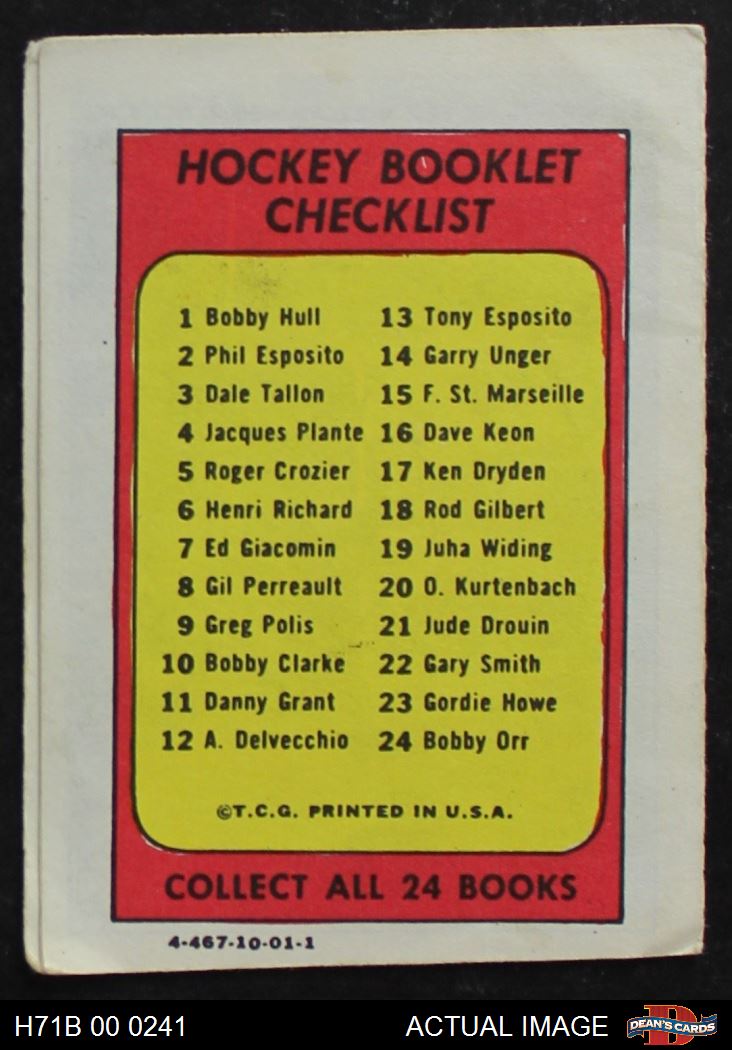 HOCKEY BOOKLET
CHECKLIST
1 Bobby Hull
2 Phil Esposito
3 Dale Tallon
4 Jacques Plante
5 Roger Crozier
6 Henri Richard
7 Ed Giacomin
8 Gil Perreault
9 Greg Polis
10 Bobby Clarke
11 Danny Grant
12 A. Delvecchio
13 Tony Esposito
14 Garry Unger
15 F. St. Marseille
16 Dave Keon
17 Ken Dryden
18 Rod Gilbert
19 Juha Widing
20 O. Kurtenbach
21 Jude Drouin
22 Gary Smith
23 Gordie Howe
24 Bobby Orr
©T.C.G. PRINTED IN U.S.A.
COLLECT ALL 24 BOOKS
4-467-10-01-1
H71B 00 0241
ACTUAL IMAGE
D
DEAN'S CARDS